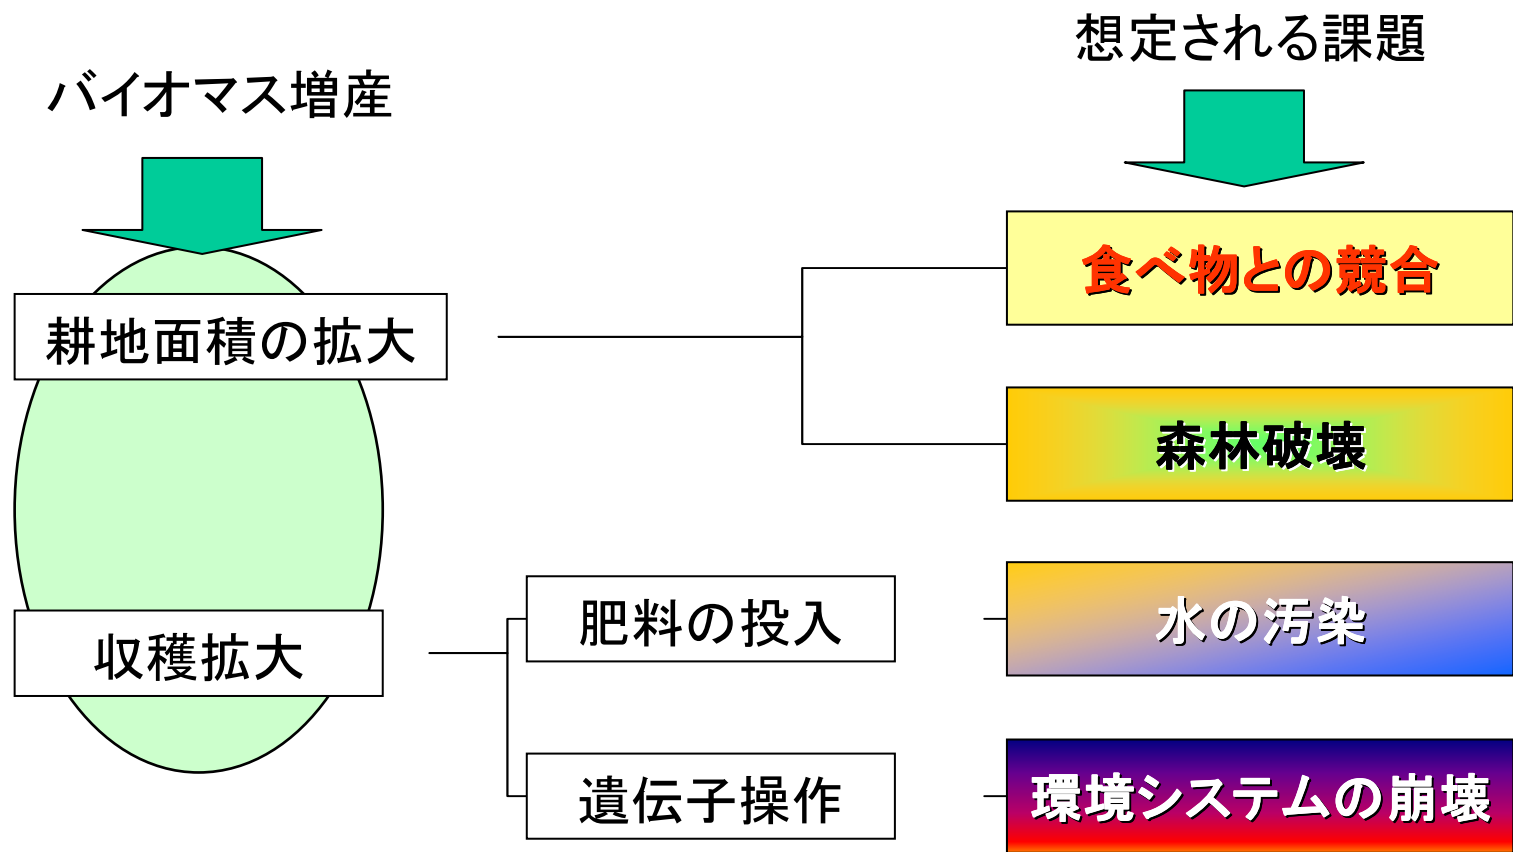 想定される課題
バイオマス増産
食べ物との競合
耕地面積の拡大
森林破壊
肥料の投入
水の汚染
収穫拡大
遺伝子操作
環境システムの崩壊